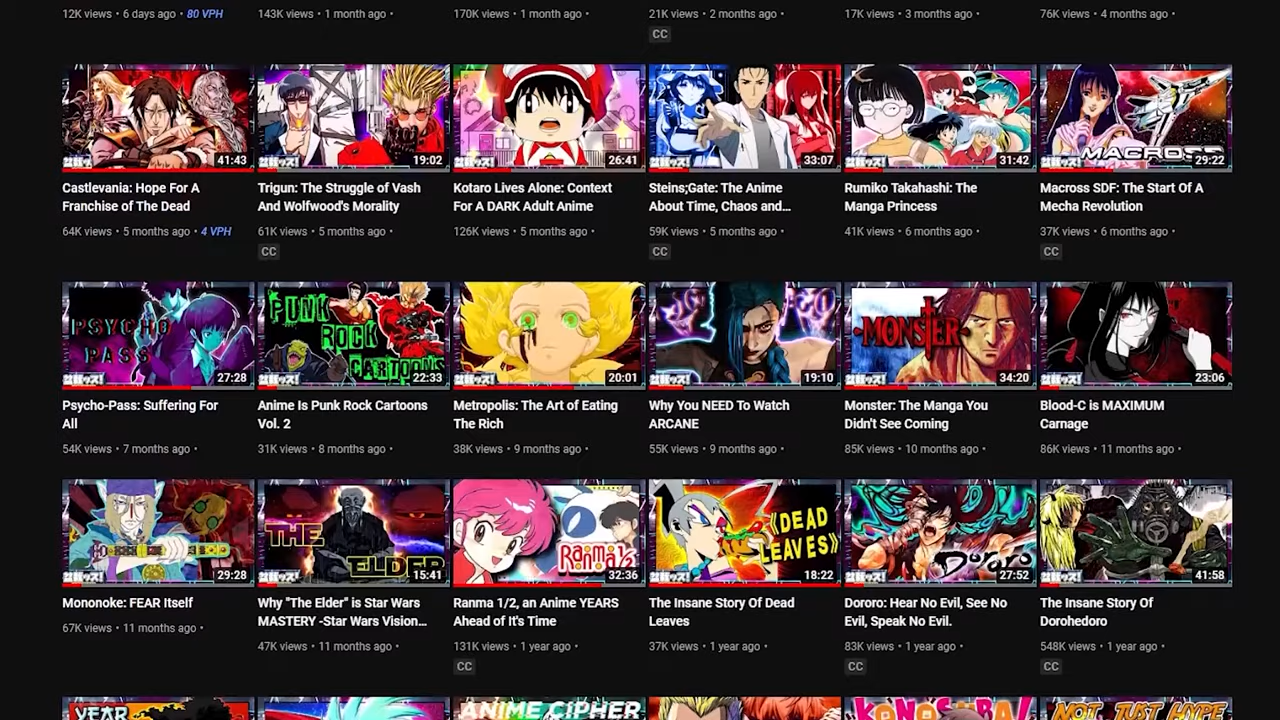 12K views • 6 days ago • 80 VPH
143K views • 1 month ago •
170K views • 1 month ago •
21K views • 2 months ago •
17K views • 3 months ago •
76K views • 4 months ago •
CC
41:43
19:02
26:41
33:07
31:42
MACROSS
29:22
Castlevania: Hope For A
Franchise of The Dead
64K views • 5 months ago • 4 VPH
Trigun: The Struggle of Vash
And Wolfwood's Morality
61K views • 5 months ago •
CC
Kotaro Lives Alone: Context
For A DARK Adult Anime
126K views • 5 months ago •
Steins;Gate: The Anime
About Time, Chaos and...
59K views • 5 months ago •
CC
Rumiko Takahashi: The
Manga Princess
41K views • 6 months ago •
Macross SDF: The Start Of A
Mecha Revolution
37K views • 6 months ago •
CC
PSYCHO
PASS
27:28
PUNK
ROCK
CARTOONS
22:33
20:01
19:10
MONSTER
34:20
23:06
Psycho-Pass: Suffering For
All
54K views • 7 months ago •
Anime Is Punk Rock Cartoons
Vol. 2
31K views • 8 months ago •
Metropolis: The Art of Eating
The Rich
38K views • 9 months ago •
Why You NEED To Watch
ARCANE
55K views • 9 months ago •
Monster: The Manga You
Didn't See Coming
85K views • 10 months ago •
Blood-C is MAXIMUM
Carnage
86K views • 11 months ago •
29:28
THE
ELDER
15:41
Ranma 1/2
32:36
《DEAD
LEAVES》
18:22
Dororo
27:52
41:58
Mononoke: FEAR Itself
67K views • 11 months ago •
Why "The Elder" is Star Wars
MASTERY -Star Wars Vision...
47K views • 11 months ago •
Ranma 1/2, an Anime YEARS
Ahead of It's Time
131K views • 1 year ago •
CC
The Insane Story Of Dead
Leaves
37K views • 1 year ago •
Dororo: Hear No Evil, See No
Evil, Speak No Evil.
83K views • 1 year ago •
CC
The Insane Story Of
Dorohedoro
548K views • 1 year ago •
CC
YEAR
ANIME CIPHER
KONOSUBA!
NOT JUST HYPE